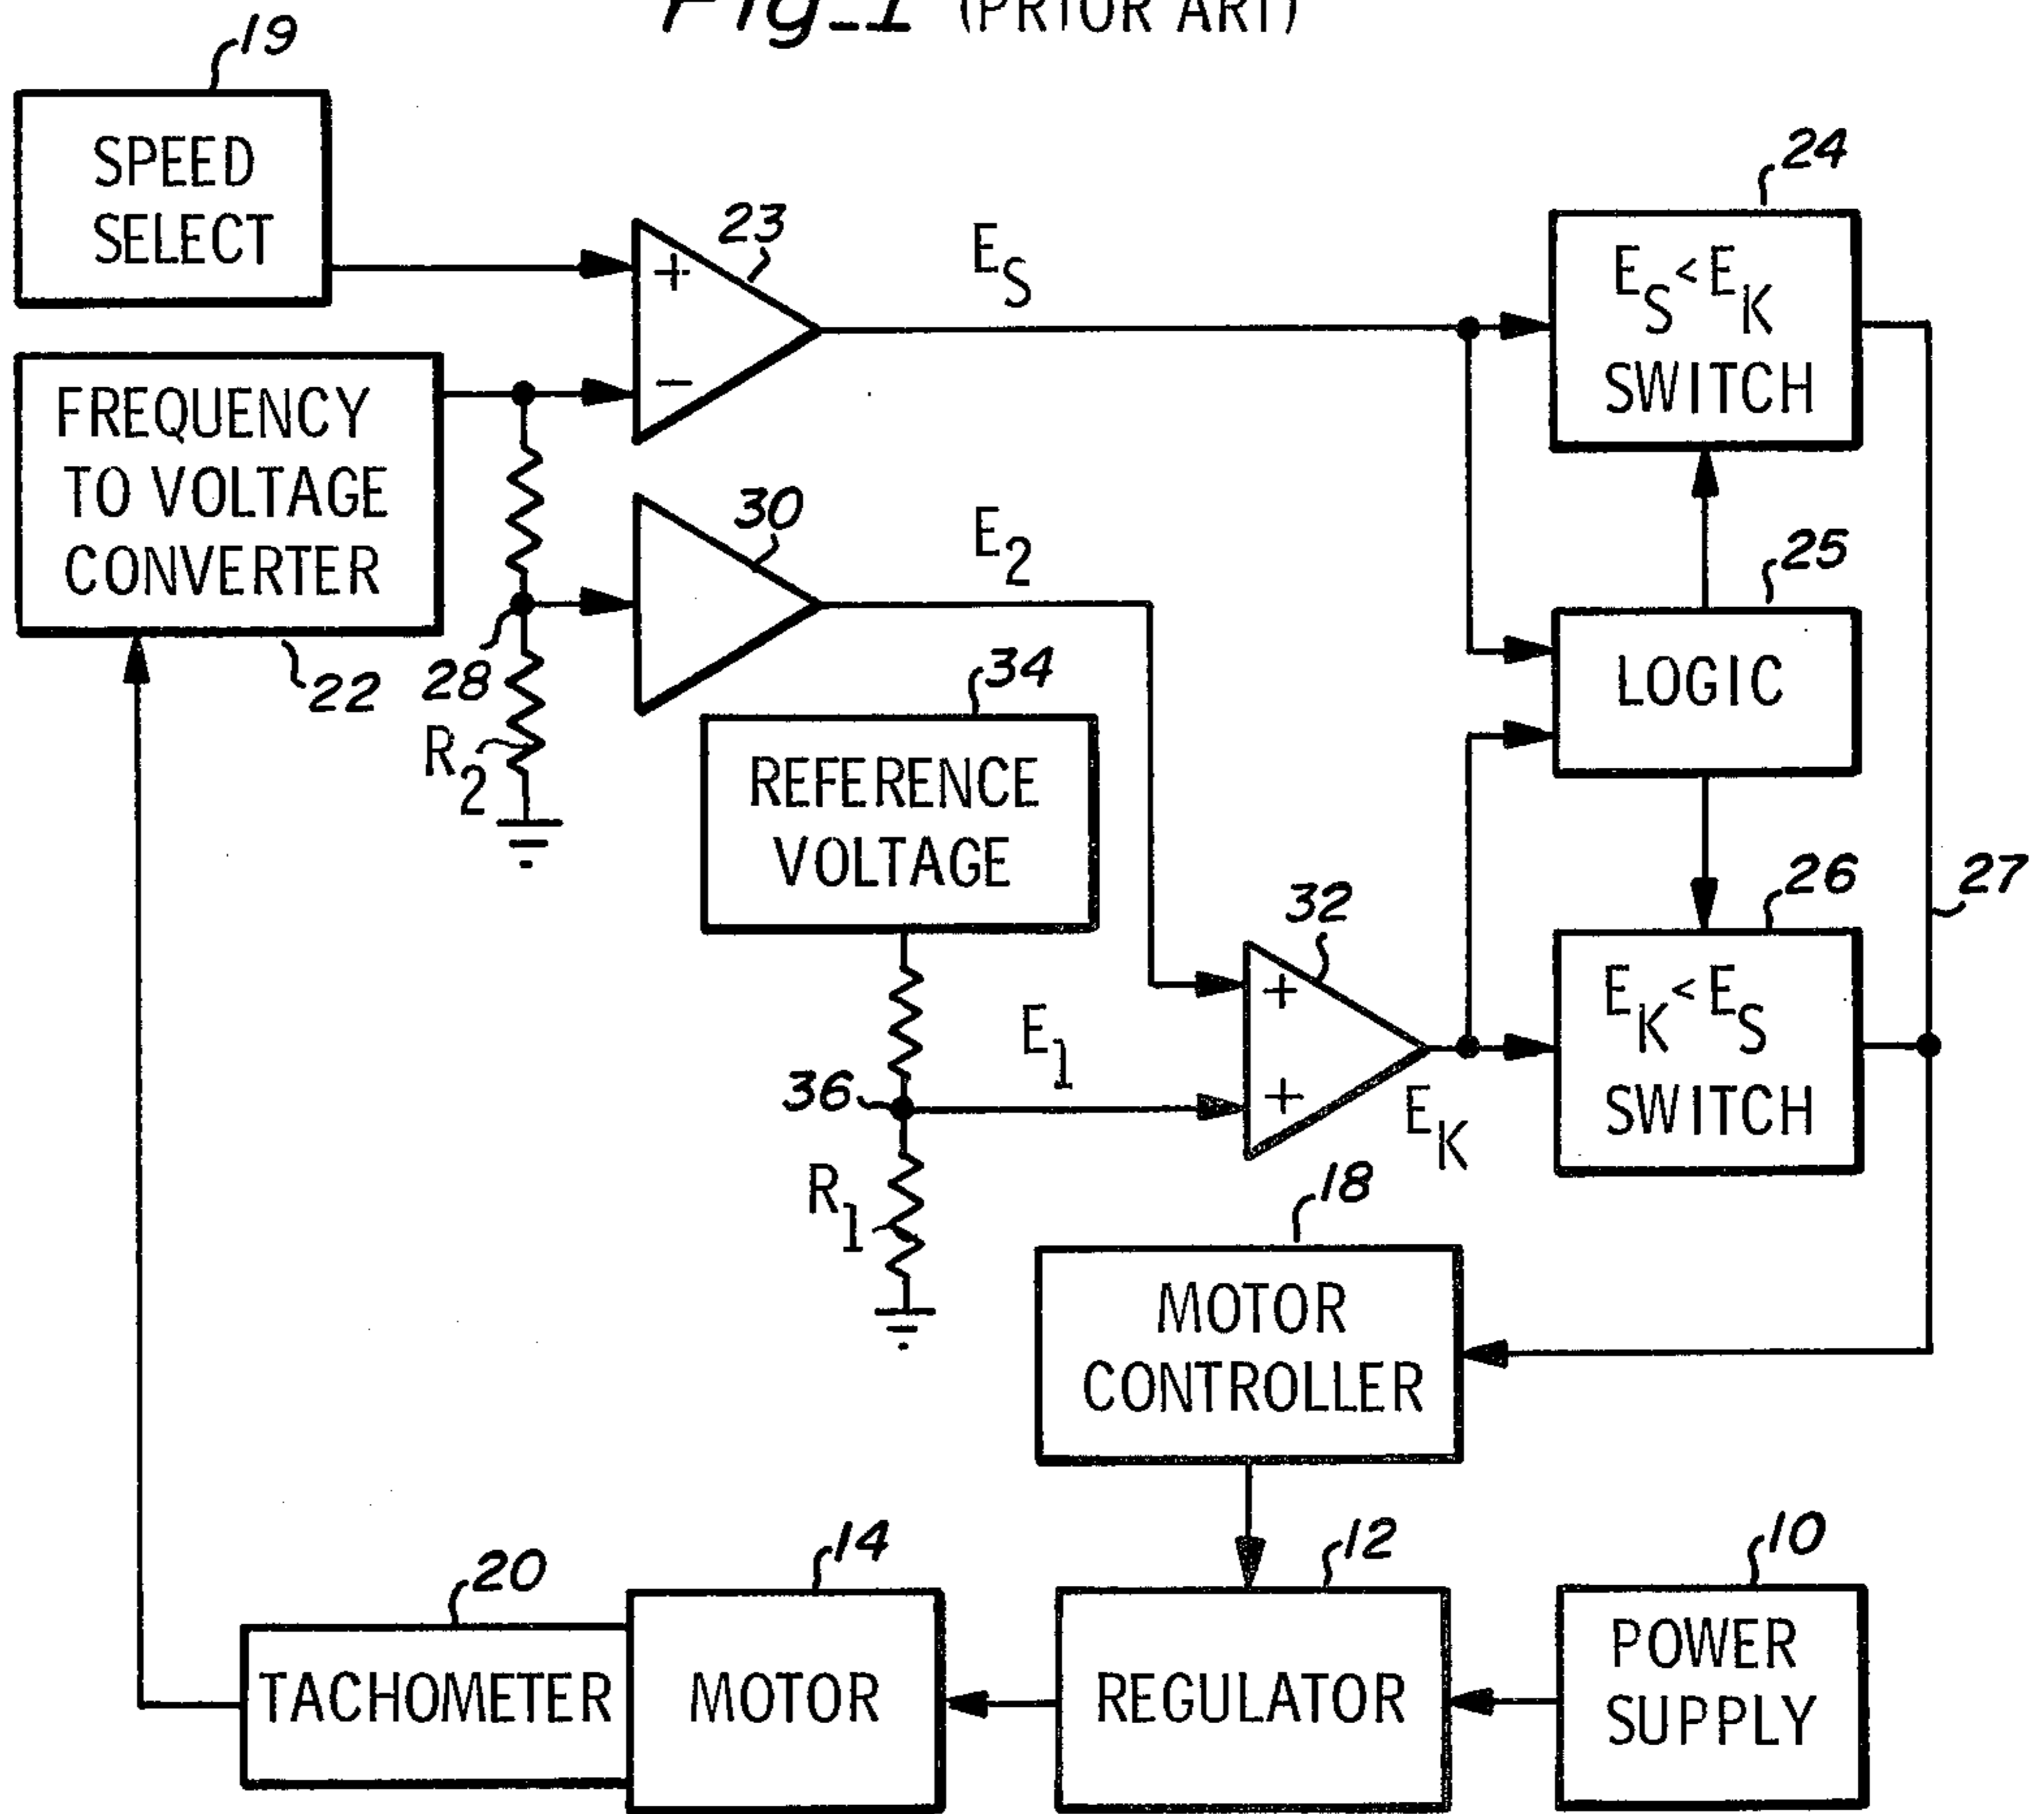 Fig_1 (PRIOR ART)
19
SPEED
SELECT
FREQUENCY
TO VOLTAGE
CONVERTER
22
23
+
−
E_S
24
E_S<E_K
SWITCH
30
E_2
28
R_2
25
LOGIC
34
REFERENCE
VOLTAGE
32
+
+
26
E_K<E_S
SWITCH
27
36
E_1
R_1
E_K
18
MOTOR
CONTROLLER
20
TACHOMETER
14
MOTOR
12
REGULATOR
10
POWER
SUPPLY